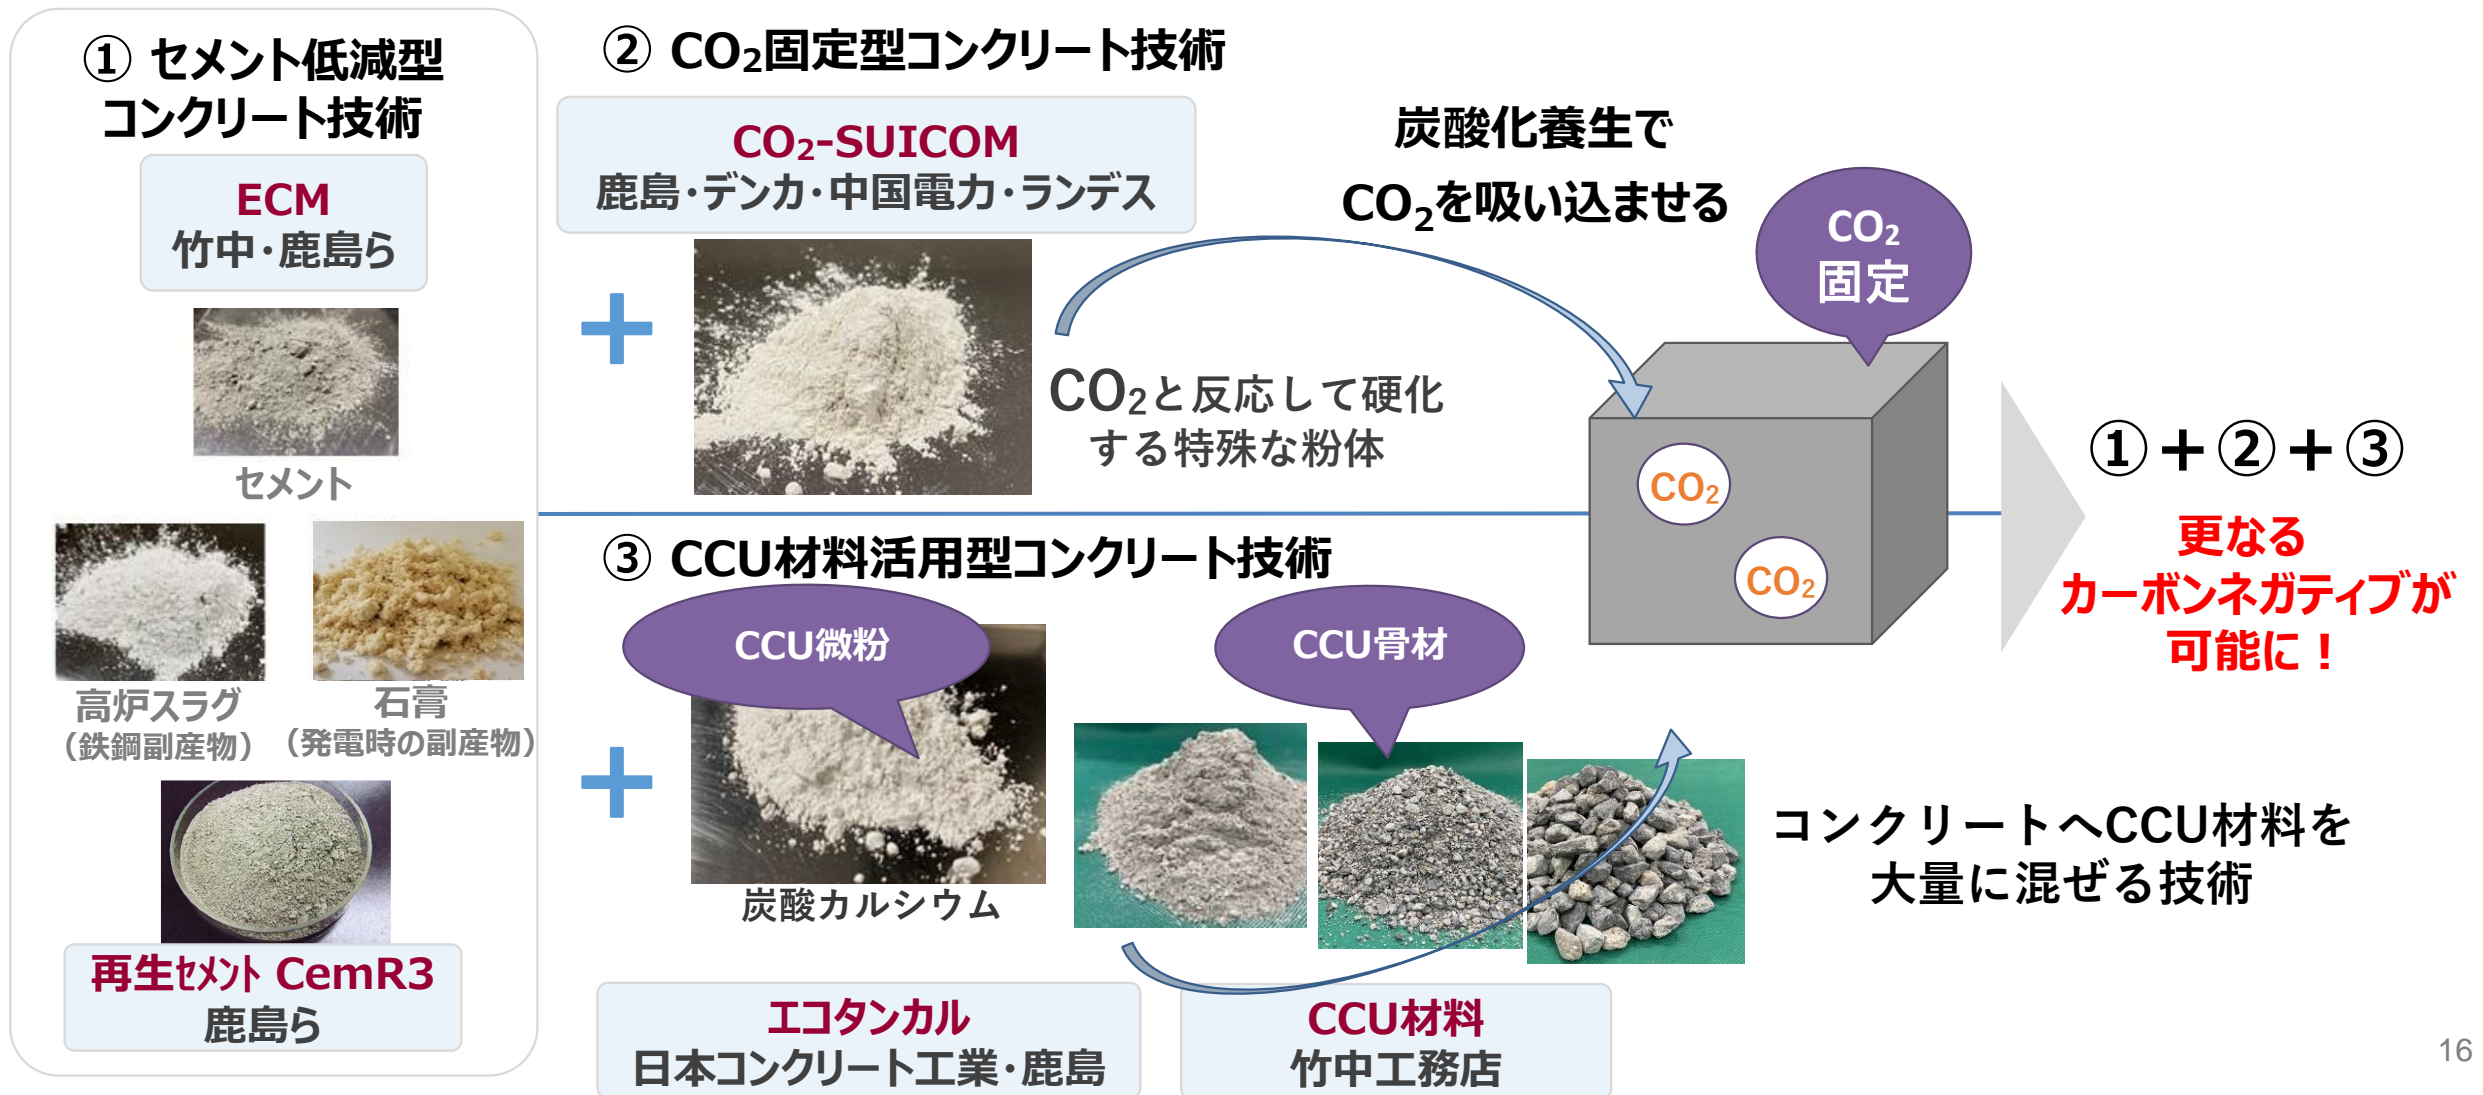 ① セメント低減型
コンクリート技術
ECM
竹中・鹿島ら
セメント
高炉スラグ
（鉄鋼副産物）
石膏
（発電時の副産物）
再生セメント CemR3
鹿島ら
② CO₂固定型コンクリート技術
CO₂-SUICOM
鹿島・デンカ・中国電力・ランデス
+
CO₂と反応して硬化
する特殊な粉体
炭酸化養生で
CO₂を吸い込ませる
CO₂
固定
CO₂
CO₂
③ CCU材料活用型コンクリート技術
CCU微粉
CCU骨材
+
炭酸カルシウム
エコタンカル
日本コンクリート工業・鹿島
CCU材料
竹中工務店
コンクリートへCCU材料を
大量に混ぜる技術
①＋②＋③
更なる
カーボンネガティブが
可能に！
16